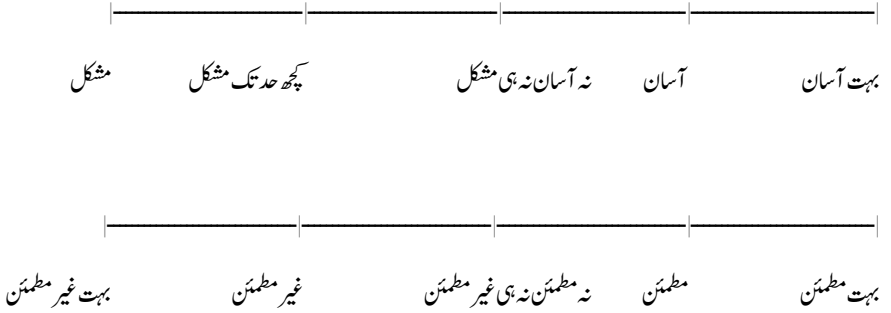 بہت آسان آسان نہ آسان نہ ہی مشکل کچھ حد تک مشکل مشکل
بہت مطمئن مطمئن نہ مطمئن نہ ہی غیر مطمئن غیر مطمئن بہت غیر مطمئن